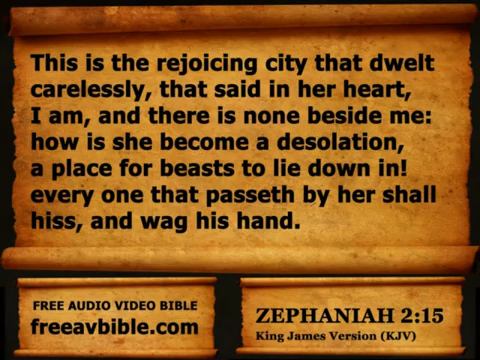 This is the rejoicing city that dwelt
carelessly, that said in her heart,
I am, and there is none beside me:
how is she become a desolation,
a place for beasts to lie down in!
every one that passeth by her shall
hiss, and wag his hand.
FREE AUDIO VIDEO BIBLE
freeavbible.com
ZEPHANIAH 2:15
King James Version (KJV)